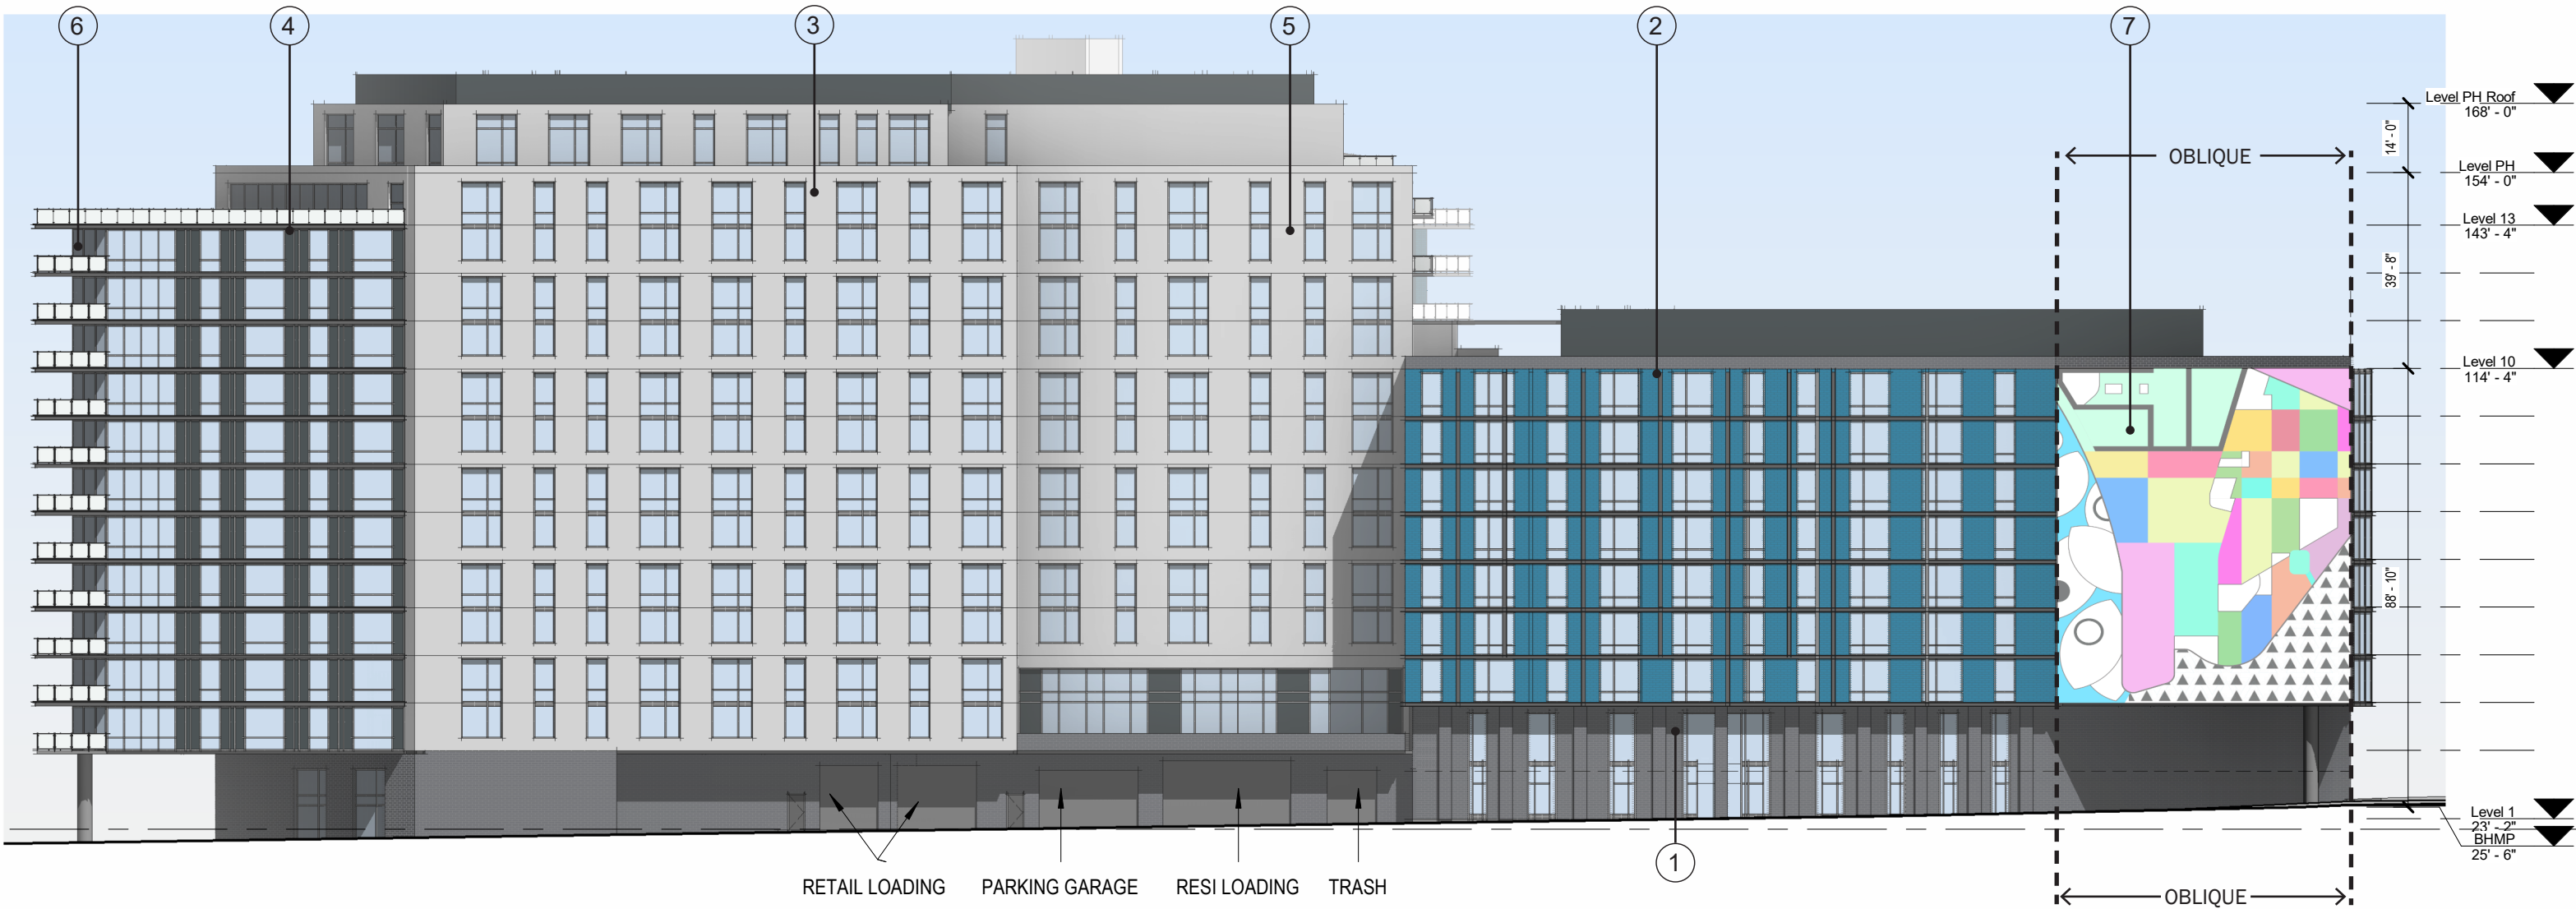 6
4
3
5
2
7
Level PH Roof
168' - 0"
14' - 0"
OBLIQUE
Level PH
154' - 0"
Level 13
143' - 4"
39' - 8"
Level 10
114' - 4"
88' - 10"
Level 1
23' - 2"
BHMP
25' - 6"
1
RETAIL LOADING
PARKING GARAGE
RESI LOADING
TRASH
OBLIQUE